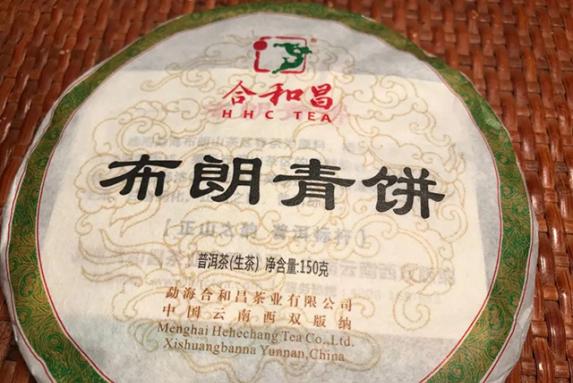 合和昌
HHC TEA
布朗青饼
普洱茶(生茶) 净含量:150克
勐海合和昌茶业有限公司
中国云南西双版纳
Menghai Hehechang Tea Co.,Ltd.
Xishuangbanna Yunnan,China